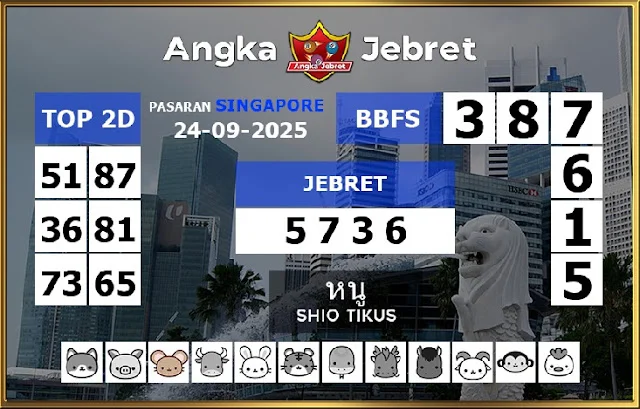 Angka Jebret
Angka Jebret
TOP 2D
PASARAN SINGAPORE
24-09-2025
BBFS
3 8 7
6
1
5
51 87
36 81
73 65
JEBRET
5 7 3 6
หนู
SHIO TIKUS
HSBC